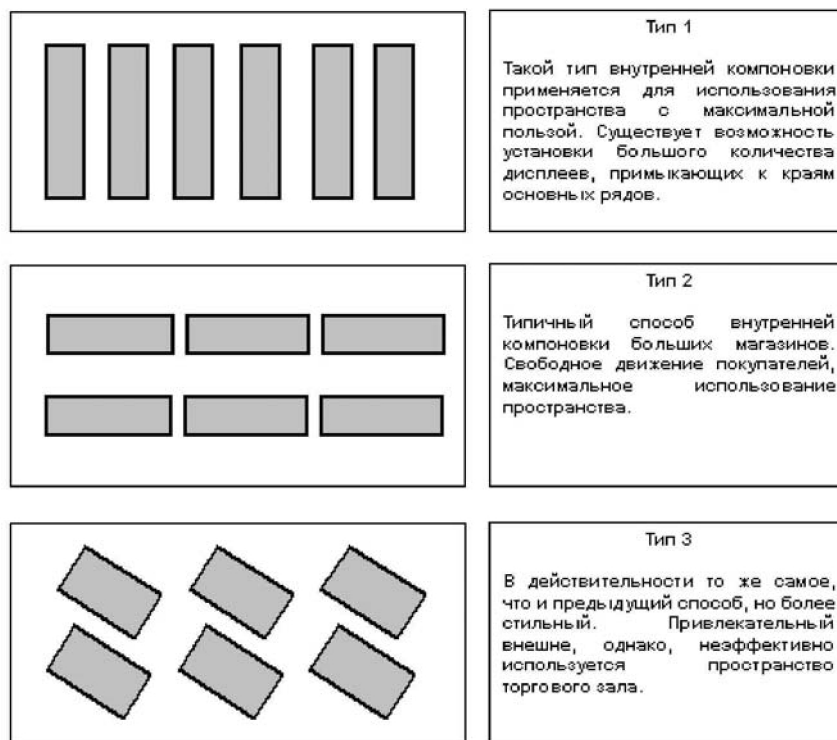 Тип 1
Такой тип внутренней компоновки
применяется для использования
пространства с максимальной
пользой. Существует возможность
установки большого количества
дисплеев, примыкающих к краям
основных рядов.
Тип 2
Типичный способ внутренней
компоновки больших магазинов.
Свободное движение покупателей,
максимальное использование
пространства.
Тип 3
В действительности то же самое,
что и предыдущий способ, но более
стильный. Привлекательный
внешне, однако, неэффективно
используется пространство
торгового зала.